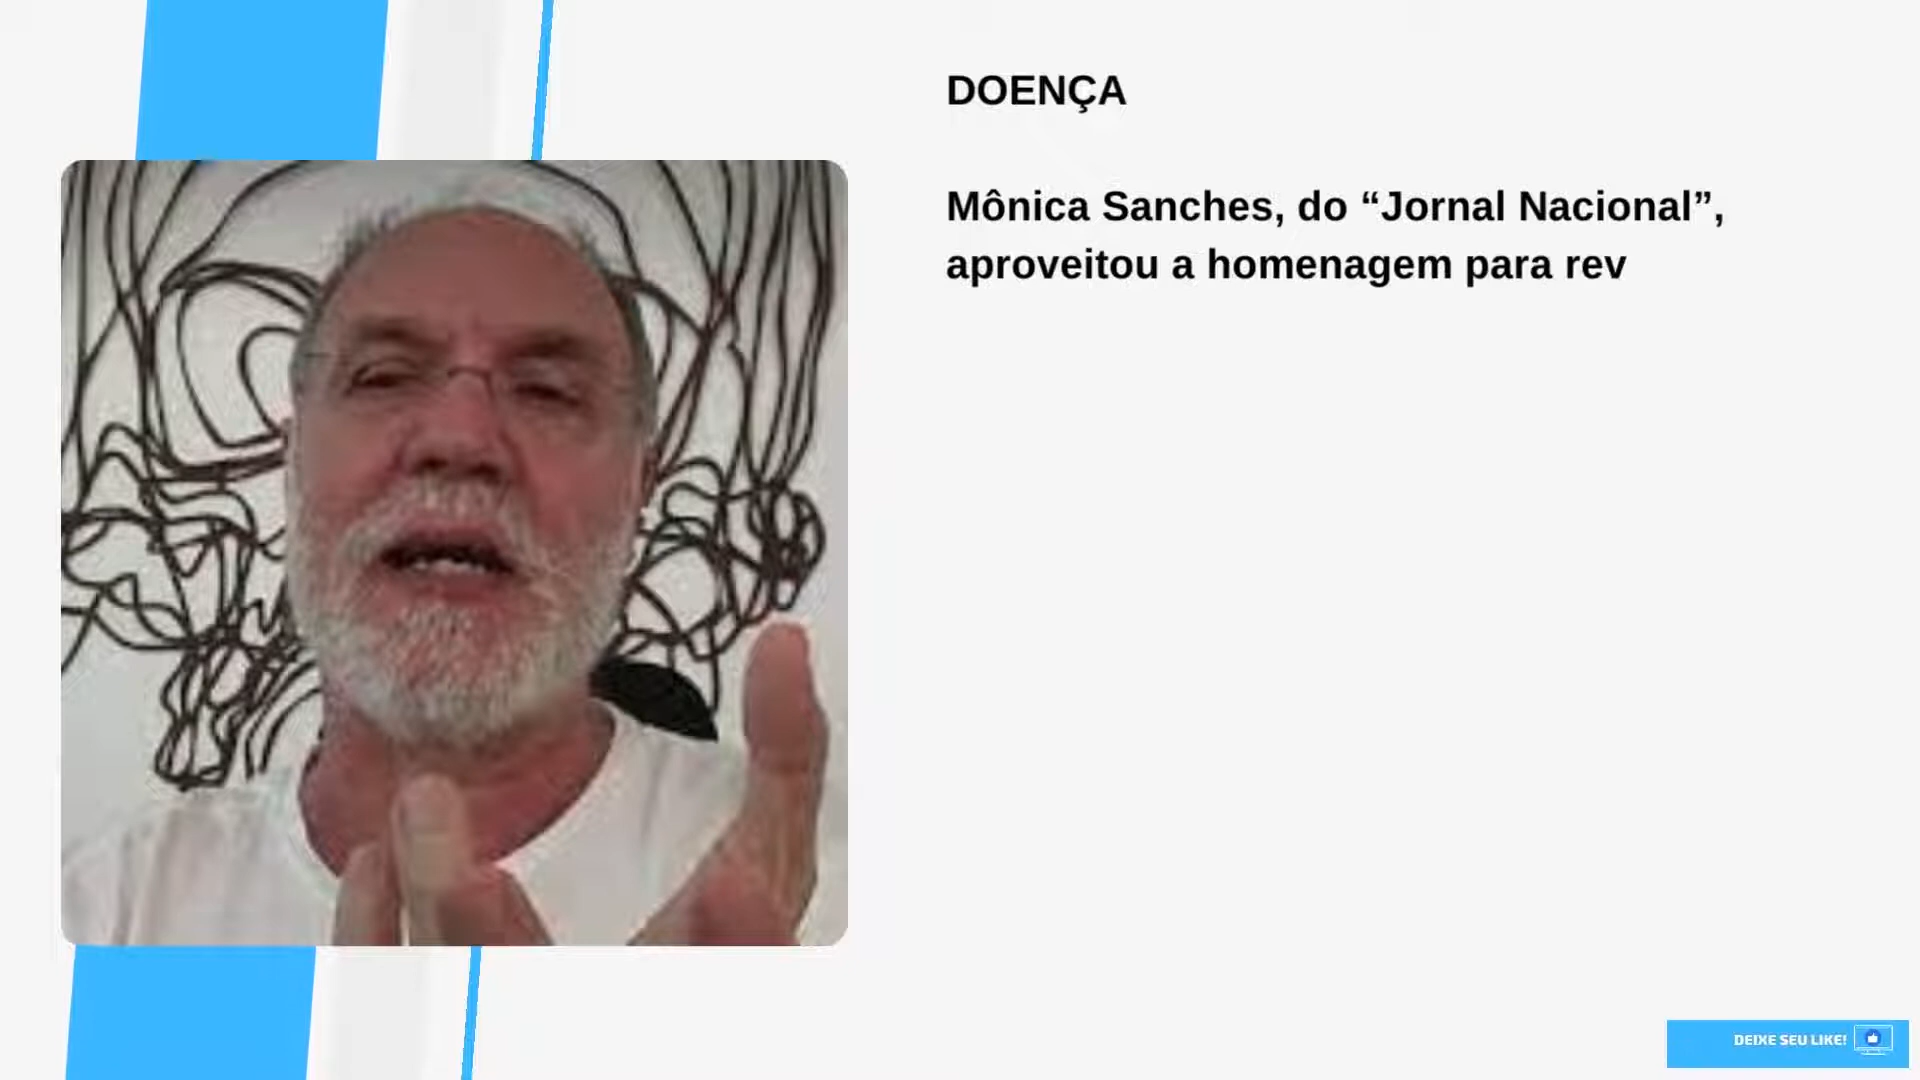 DOENÇA
Mônica Sanches, do “Jornal Nacional”,
aproveitou a homenagem para rev
DEIXE SEU LIKE!